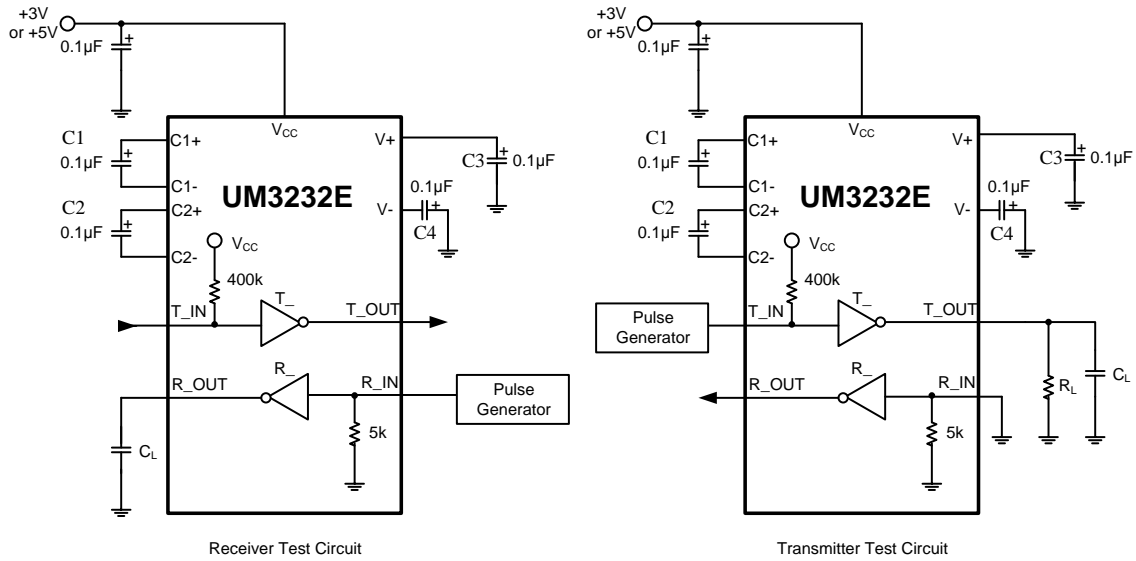 +3V
or +5V
0.1µF
+
VCC
C1
0.1µF
+
C1+
C1-
C2
0.1µF
+
C2+
C2-
UM3232E
V+
C3
+
0.1µF
V-
0.1µF
+
C4
VCC
400k
T_IN
T_
T_OUT
R_OUT
R_
R_IN
Pulse
Generator
5k
CL
Receiver Test Circuit
+3V
or +5V
0.1µF
+
VCC
C1
0.1µF
+
C1+
C1-
C2
0.1µF
+
C2+
C2-
UM3232E
V+
C3
+
0.1µF
V-
0.1µF
+
C4
VCC
400k
Pulse
Generator
T_IN
T_
T_OUT
R_OUT
R_
R_IN
5k
RL
CL
Transmitter Test Circuit